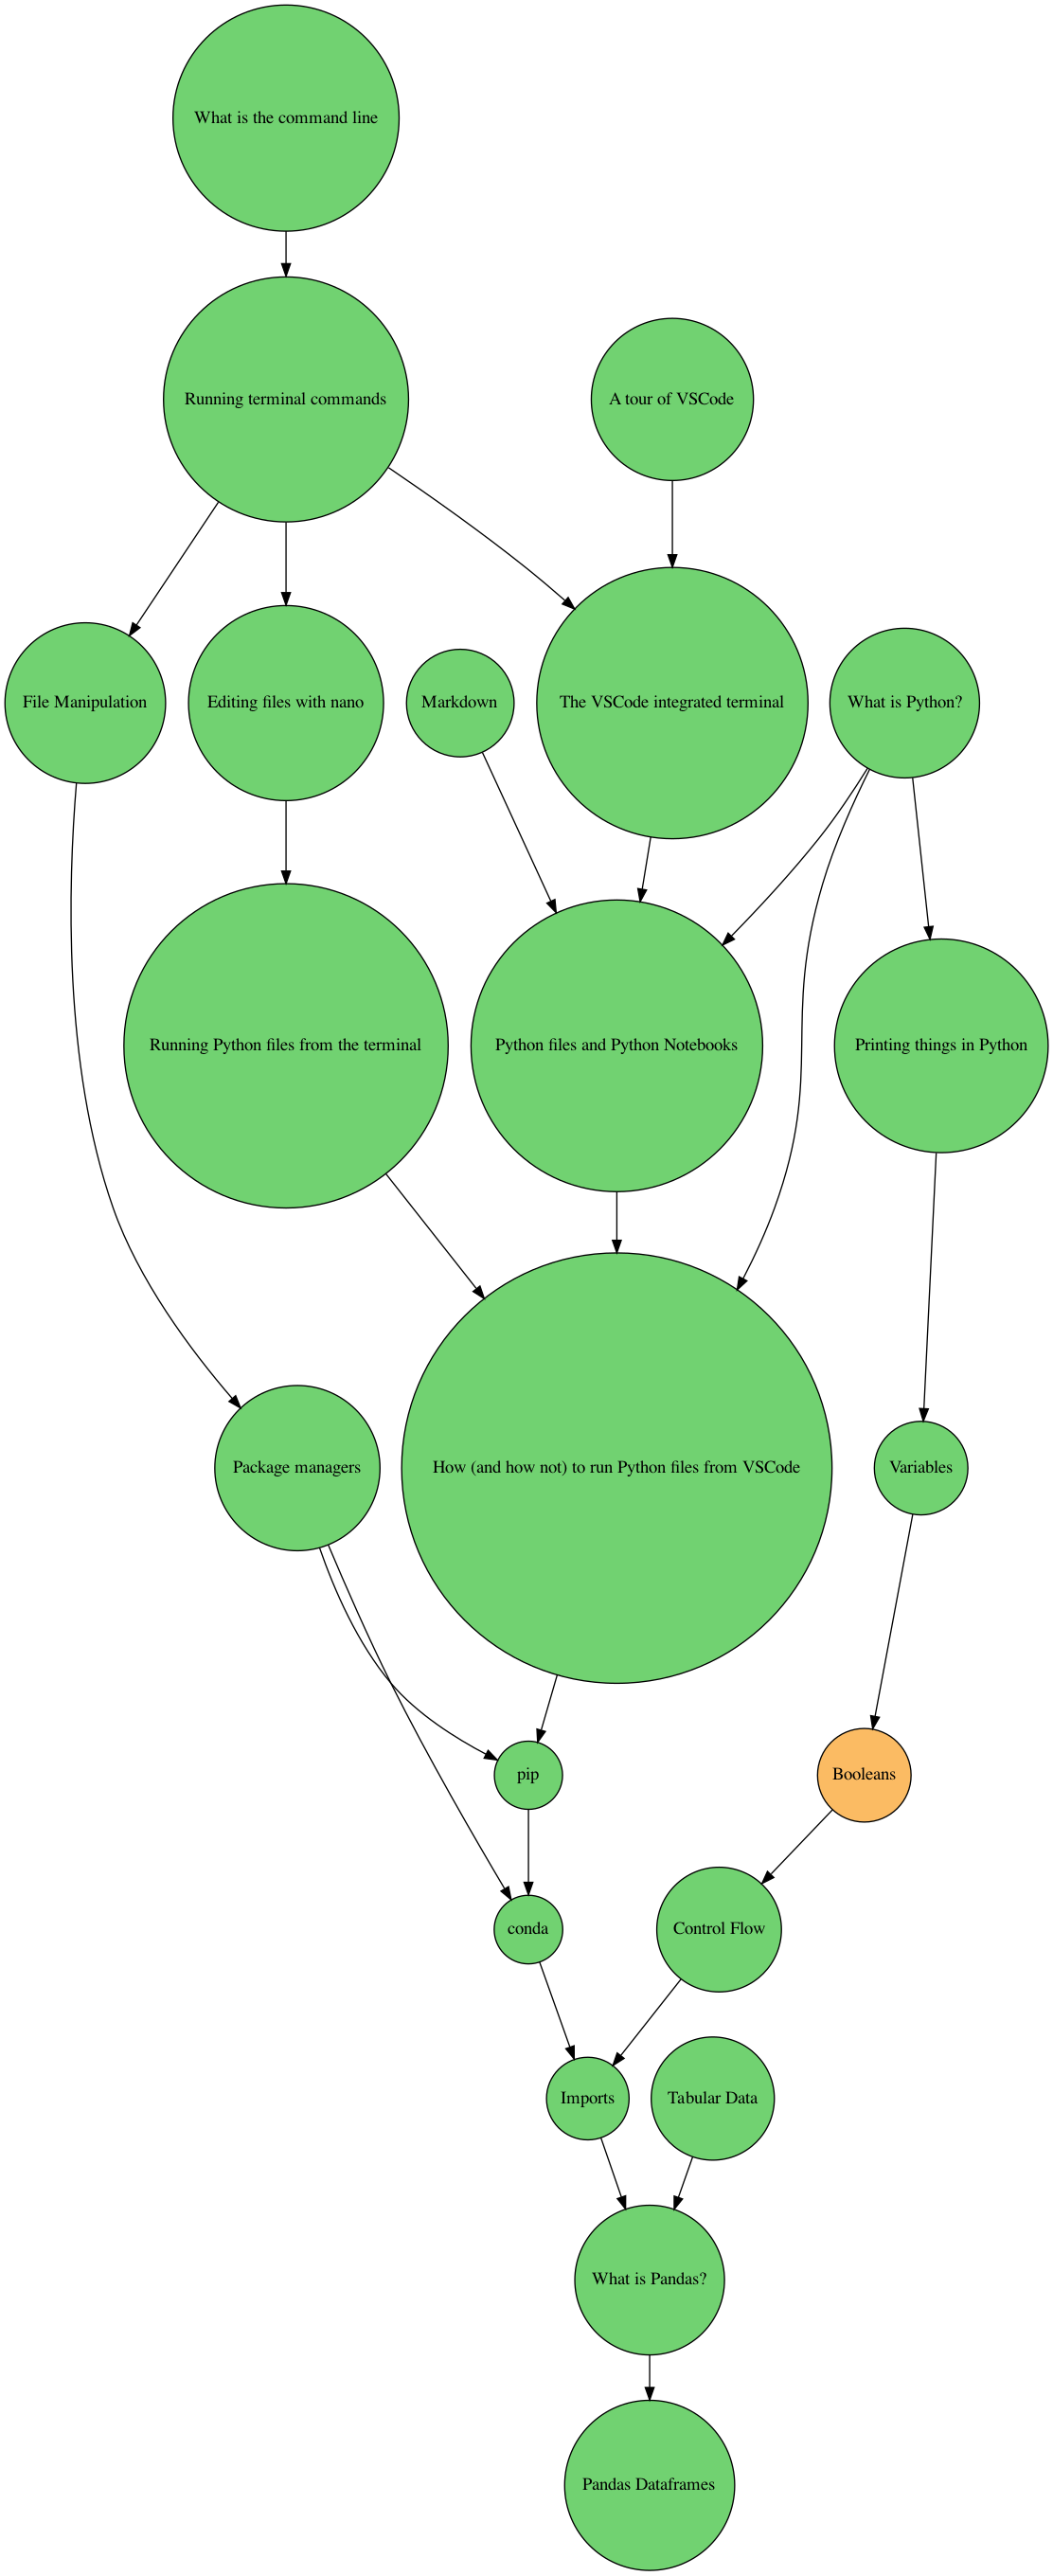 What is the command line
Running terminal commands
A tour of VSCode
File Manipulation
Editing files with nano
Markdown
The VSCode integrated terminal
What is Python?
Running Python files from the terminal
Python files and Python Notebooks
Printing things in Python
Package managers
How (and how not) to run Python files from VSCode
Variables
pip
Booleans
conda
Control Flow
Imports
Tabular Data
What is Pandas?
Pandas Dataframes